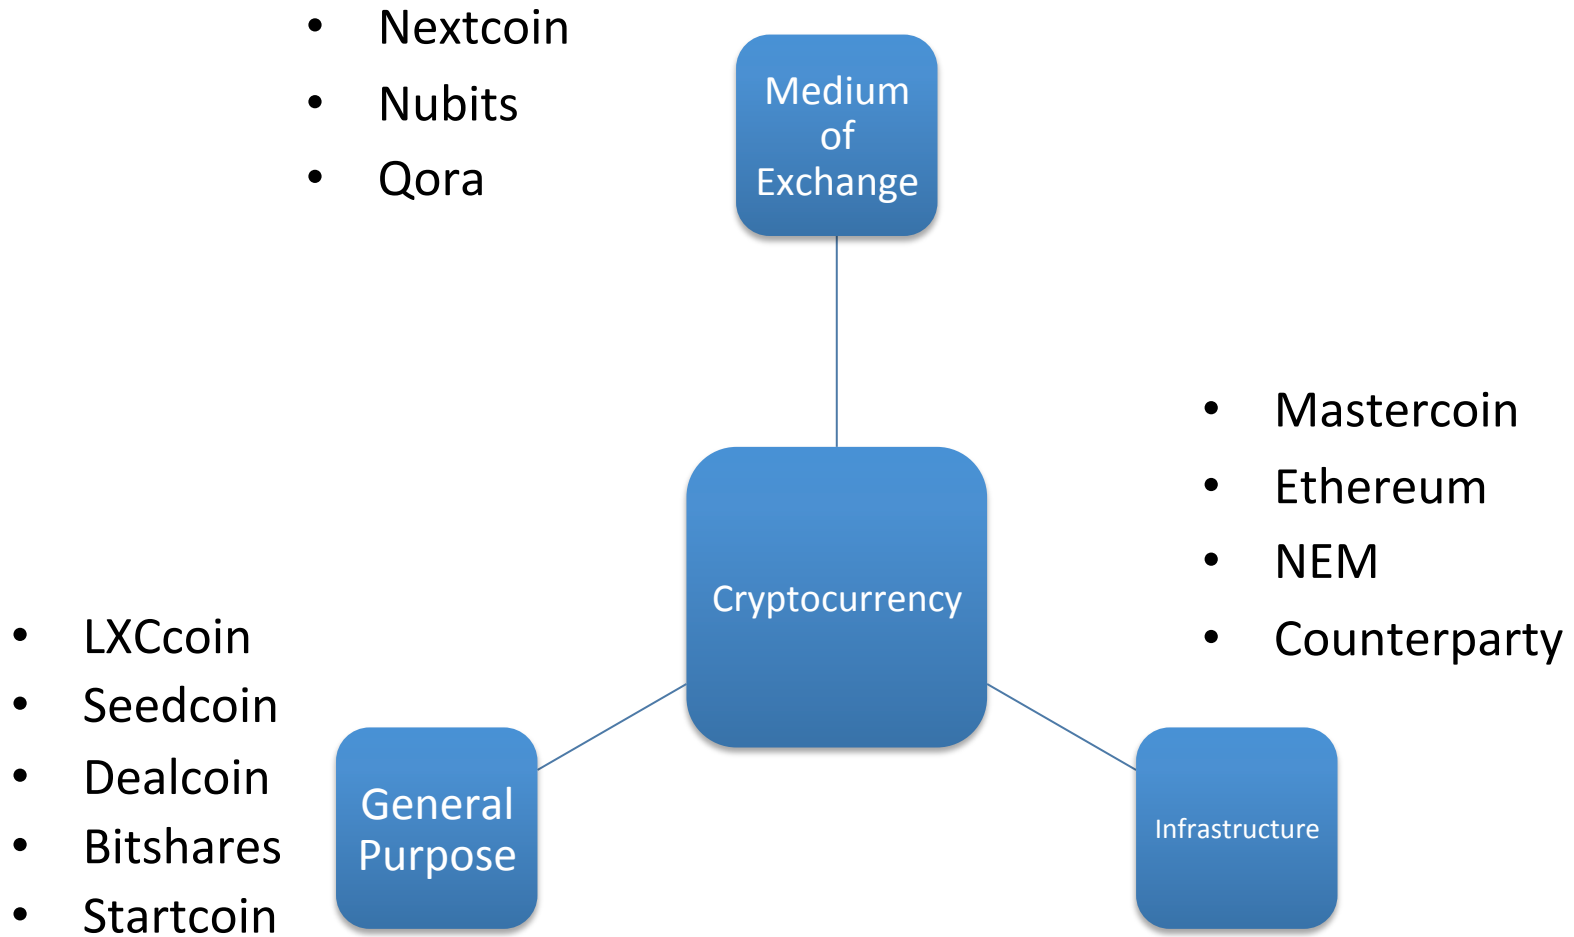 • Nextcoin
• Nubits
• Qora
Medium
of
Exchange
• Mastercoin
• Ethereum
• NEM
• Counterparty
Cryptocurrency
• LXCcoin
• Seedcoin
• Dealcoin
• Bitshares
• Startcoin
General
Purpose
Infrastructure